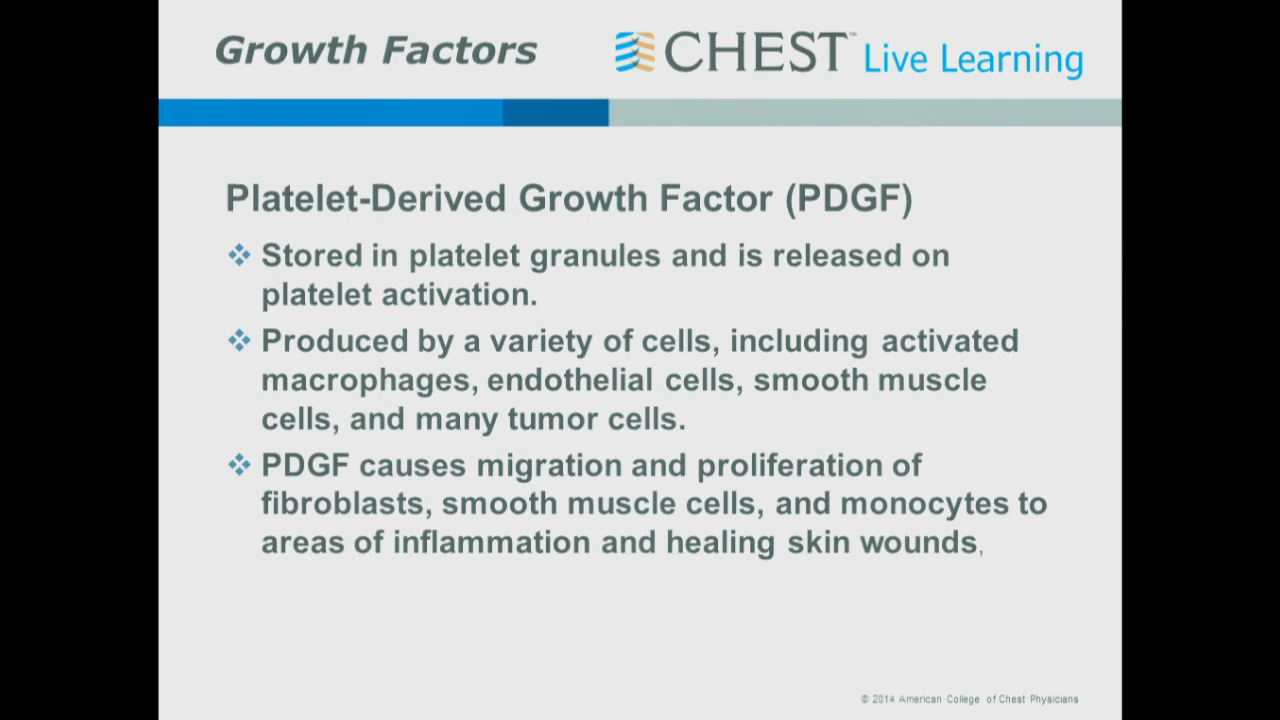 Growth Factors
CHEST™ Live Learning
Platelet-Derived Growth Factor (PDGF)
❖ Stored in platelet granules and is released on
platelet activation.
❖ Produced by a variety of cells, including activated
macrophages, endothelial cells, smooth muscle
cells, and many tumor cells.
❖ PDGF causes migration and proliferation of
fibroblasts, smooth muscle cells, and monocytes to
areas of inflammation and healing skin wounds,
© 2014 American College of Chest Physicians